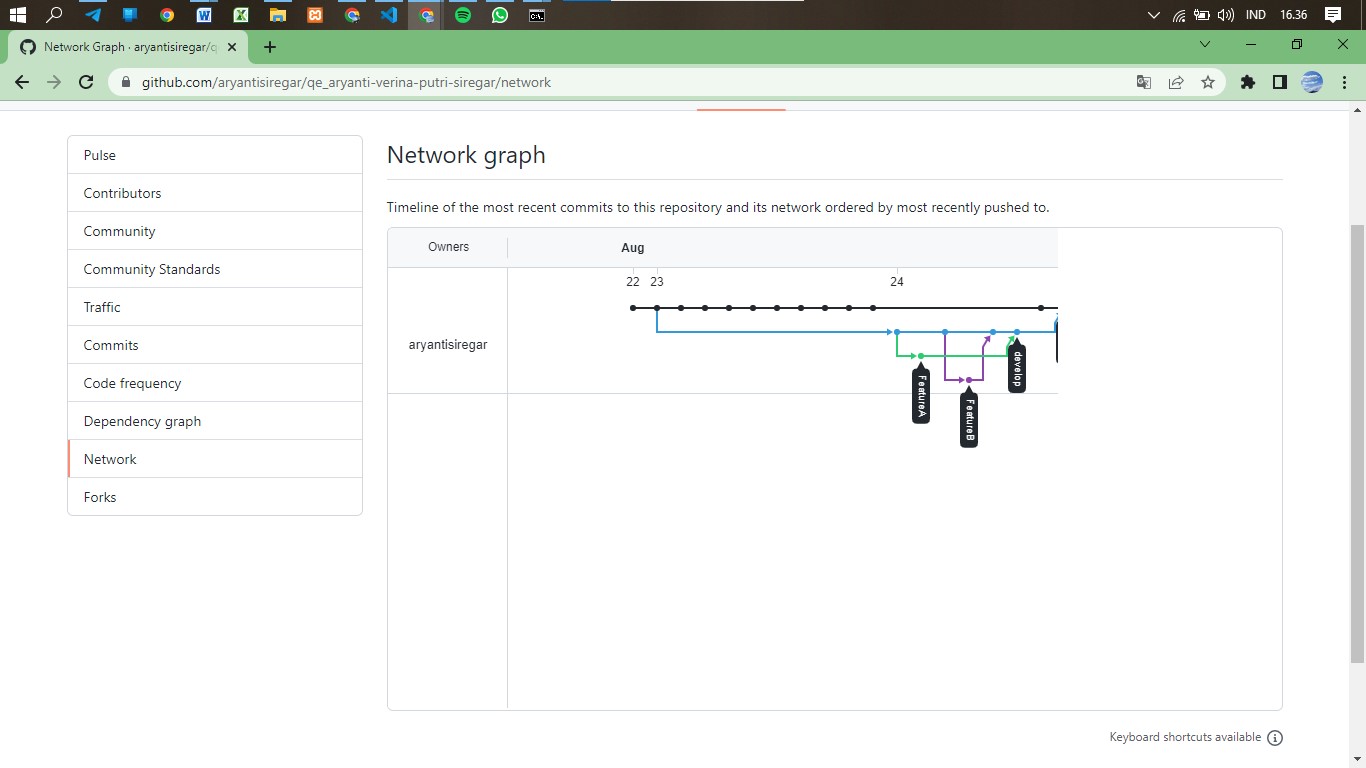 IND
16.36
Network Graph · aryantisiregar/q
github.com/aryantisiregar/qe_aryanti-verina-putri-siregar/network
Pulse
Contributors
Community
Community Standards
Traffic
Commits
Code frequency
Dependency graph
Network
Forks
Network graph
Timeline of the most recent commits to this repository and its network ordered by most recently pushed to.
Owners
Aug
22
23
24
aryantisiregar
develop
FeatureA
FeatureB
Keyboard shortcuts available